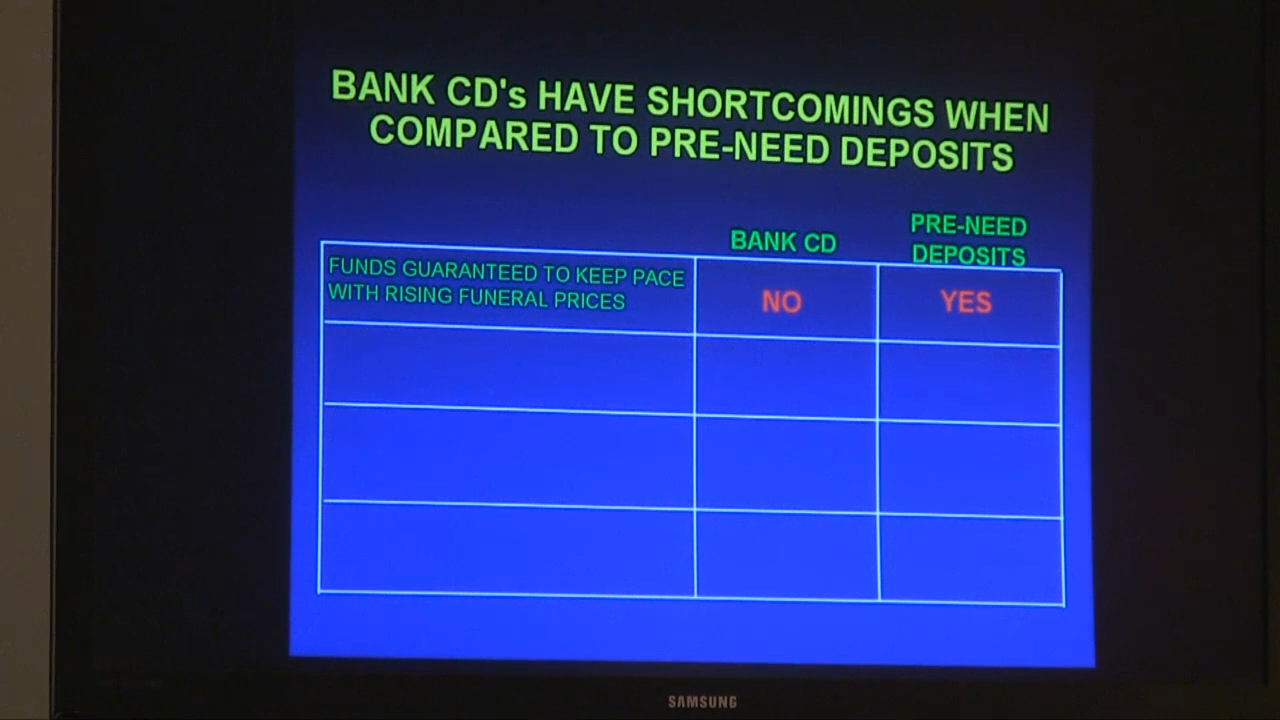 BANK CD's HAVE SHORTCOMINGS WHEN
COMPARED TO PRE-NEED DEPOSITS
BANK CD
PRE-NEED
DEPOSITS
FUNDS GUARANTEED TO KEEP PACE
WITH RISING FUNERAL PRICES
NO
YES
SAMSUNG